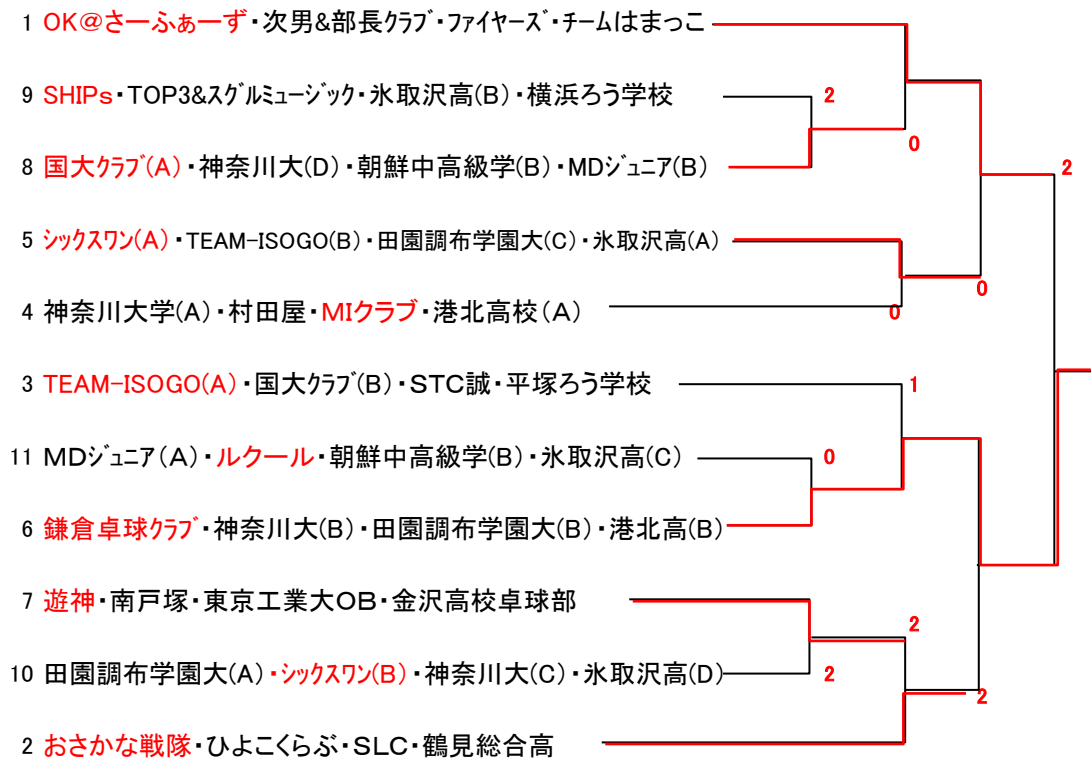 1 OK@さーふぁーず・次男&部長クラブ・ファイヤーズ・チームはまっこ
9 SHIPs・TOP3&スグルミュージック・氷取沢高(B)・横浜ろう学校
2
0
8 国大クラブ(A)・神奈川大(D)・朝鮮中高級学(B)・MDジュニア(B)
2
5 シックスワン(A)・TEAM-ISOGO(B)・田園調布学園大(C)・氷取沢高(A)
0
4 神奈川大学(A)・村田屋・MIクラブ・港北高校(A)
0
3 TEAM-ISOGO(A)・国大クラブ(B)・STC誠・平塚ろう学校
1
11 MDジュニア(A)・ルクール・朝鮮中高級学(B)・氷取沢高(C)
0
6 鎌倉卓球クラブ・神奈川大(B)・田園調布学園大(B)・港北高(B)
7 遊神・南戸塚・東京工業大OB・金沢高校卓球部
2
10 田園調布学園大(A)・シックスワン(B)・神奈川大(C)・氷取沢高(D)
2
2
2 おさかな戦隊・ひよこくらぶ・SLC・鶴見総合高